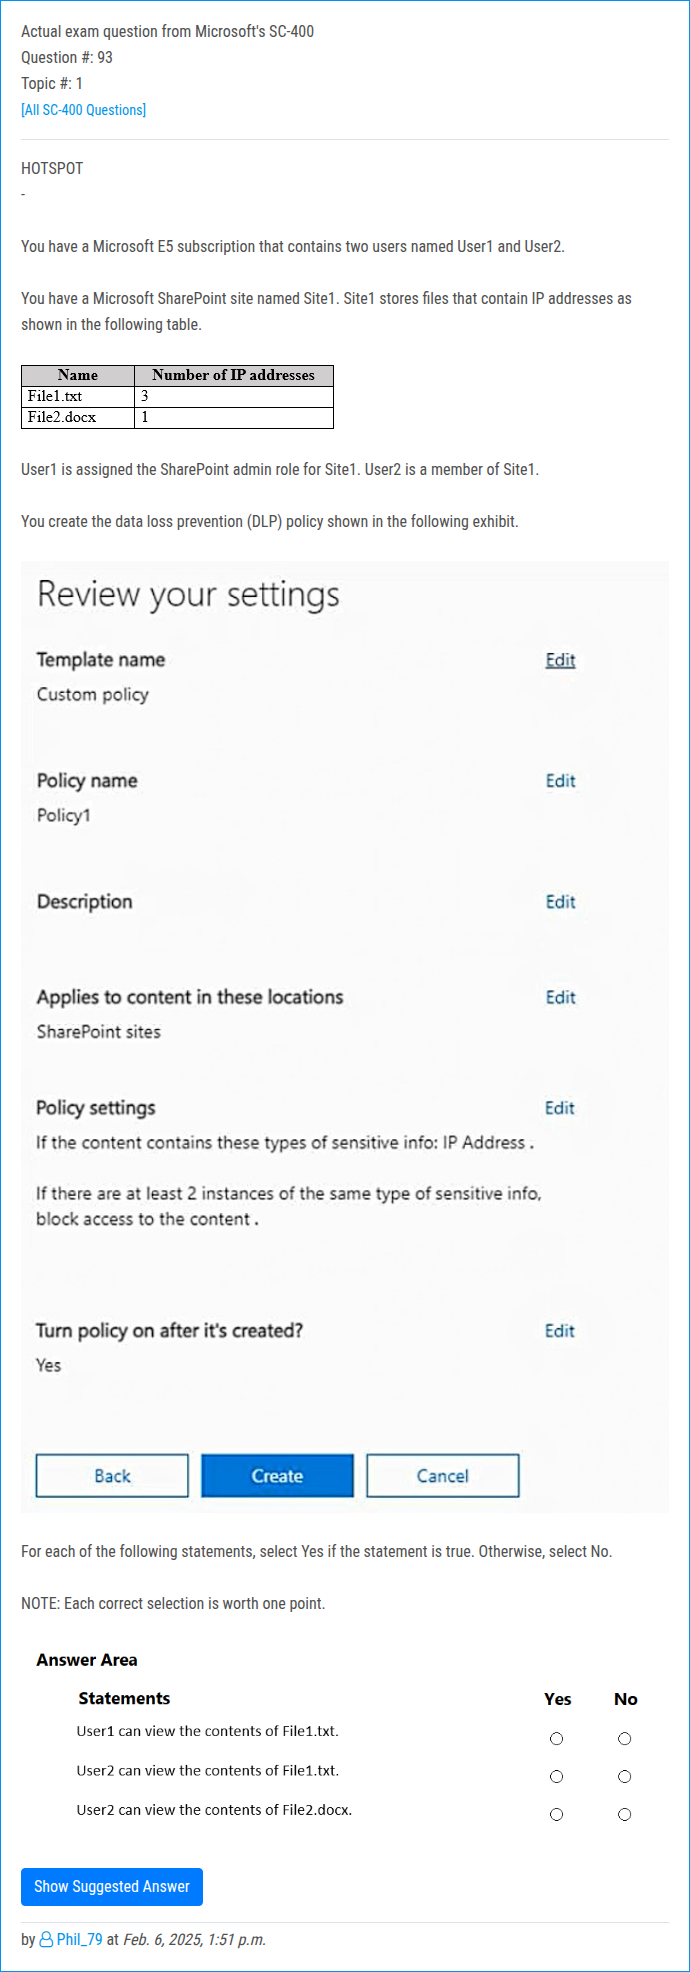 Actual exam question from Microsoft's SC-400
Question #: 93
Topic #: 1
[All SC-400 Questions]
HOTSPOT
-
You have a Microsoft E5 subscription that contains two users named User1 and User2.
You have a Microsoft SharePoint site named Site1. Site1 stores files that contain IP addresses as
shown in the following table.
Name Number of IP addresses
File1.txt 3
File2.docx 1
User1 is assigned the SharePoint admin role for Site1. User2 is a member of Site1.
You create the data loss prevention (DLP) policy shown in the following exhibit.
Review your settings
Template name Edit
Custom policy
Policy name Edit
Policy1
Description Edit
Applies to content in these locations Edit
SharePoint sites
Policy settings Edit
If the content contains these types of sensitive info: IP Address .
If there are at least 2 instances of the same type of sensitive info,
block access to the content .
Turn policy on after it's created? Edit
Yes
Back Create Cancel
For each of the following statements, select Yes if the statement is true. Otherwise, select No.
NOTE: Each correct selection is worth one point.
Answer Area
Statements Yes No
User1 can view the contents of File1.txt.
User2 can view the contents of File1.txt.
User2 can view the contents of File2.docx.
Show Suggested Answer
by Phil_79 at Feb. 6, 2025, 1:51 p.m.